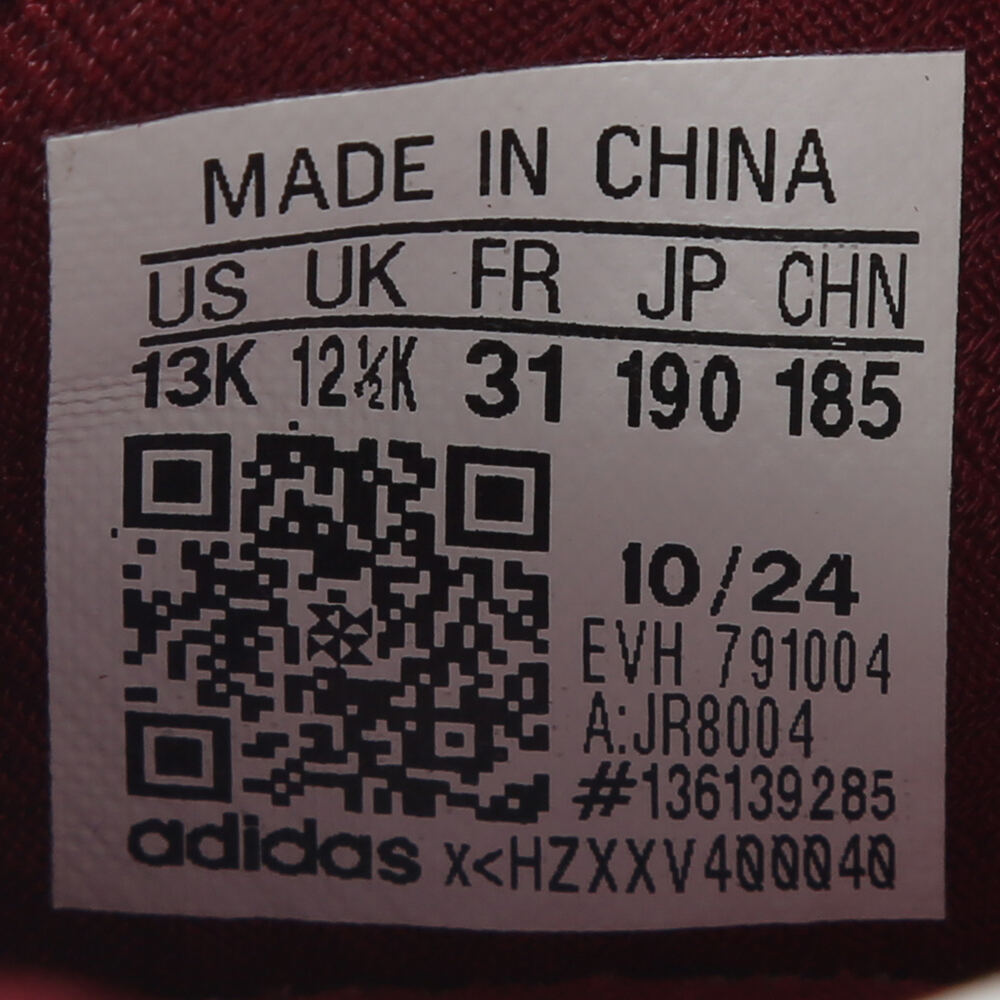 MADE IN CHINA
US UK FR JP CHN
13K 12½K 31 190 185
10/24
EVH 791004
A:JR8004
#136139285
adidas x<HZXXV400040